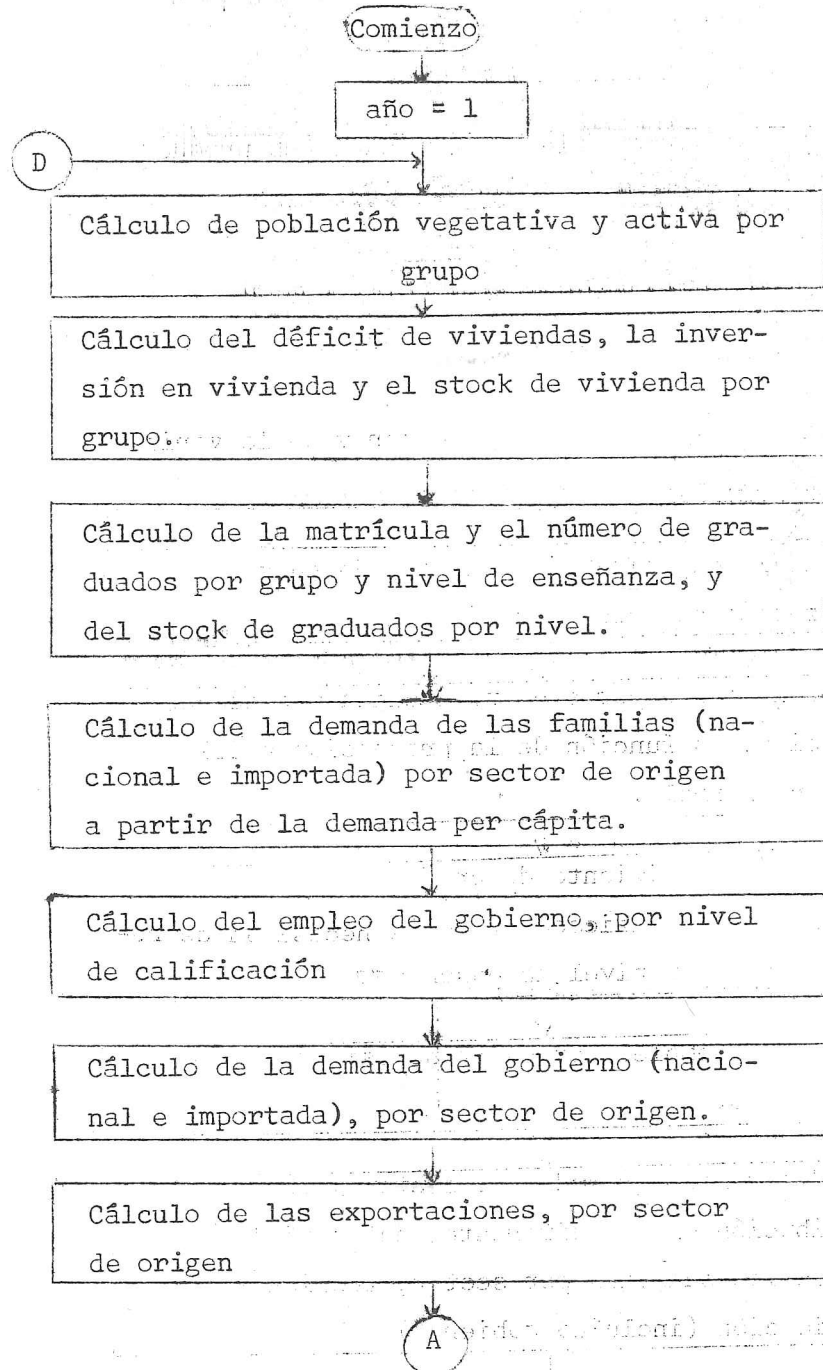 Comienzo
año = 1
D
Cálculo de población vegetativa y activa por
grupo
Cálculo del déficit de viviendas, la inver-
sión en vivienda y el stock de vivienda por
grupo.
Cálculo de la matrícula y el número de gra-
duados por grupo y nivel de enseñanza, y
del stock de graduados por nivel.
Cálculo de la demanda de las familias (na-
cional e importada) por sector de origen
a partir de la demanda per cápita.
Cálculo del empleo del gobierno, por nivel
de calificación
Cálculo de la demanda del gobierno (nacio-
nal e importada), por sector de origen.
Cálculo de las exportaciones, por sector
de origen
A